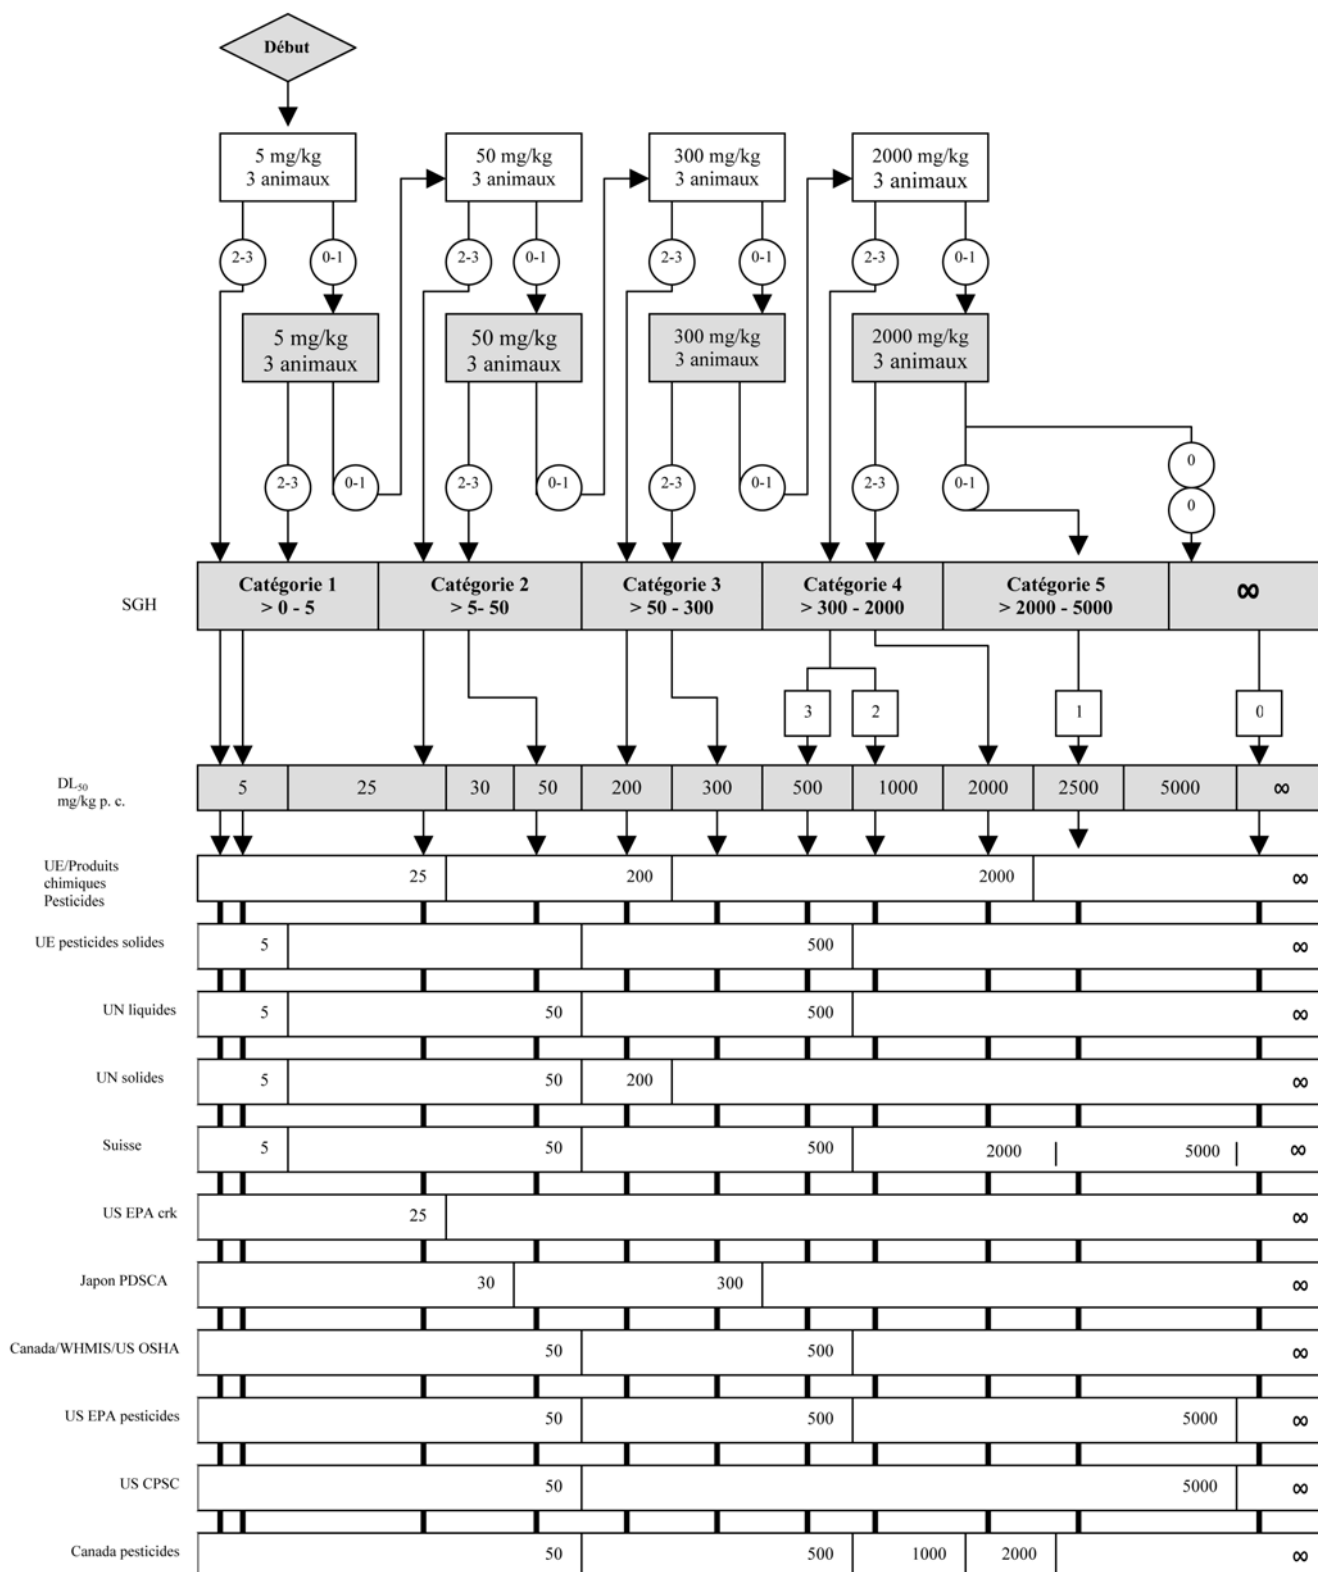 Début
5 mg/kg
3 animaux
50 mg/kg
3 animaux
300 mg/kg
3 animaux
2000 mg/kg
3 animaux
2-3
0-1
2-3
0-1
2-3
0-1
2-3
0-1
5 mg/kg
3 animaux
50 mg/kg
3 animaux
300 mg/kg
3 animaux
2000 mg/kg
3 animaux
2-3
0-1
2-3
0-1
2-3
0-1
2-3
0-1
0
0
SGH
Catégorie 1
> 0 - 5
Catégorie 2
> 5- 50
Catégorie 3
> 50 - 300
Catégorie 4
> 300 - 2000
Catégorie 5
> 2000 - 5000
∞
3
2
1
0
DL50
mg/kg p. c.
5
25
30
50
200
300
500
1000
2000
2500
5000
∞
UE/Produits
chimiques
Pesticides
25
200
2000
∞
UE pesticides solides
5
500
∞
UN liquides
5
50
500
∞
UN solides
5
50
200
∞
Suisse
5
50
500
2000
5000
∞
US EPA crk
25
∞
Japon PDSCA
30
300
∞
Canada/WHMIS/US OSHA
50
500
∞
US EPA pesticides
50
500
5000
∞
US CPSC
50
5000
∞
Canada pesticides
50
500
1000
2000
∞